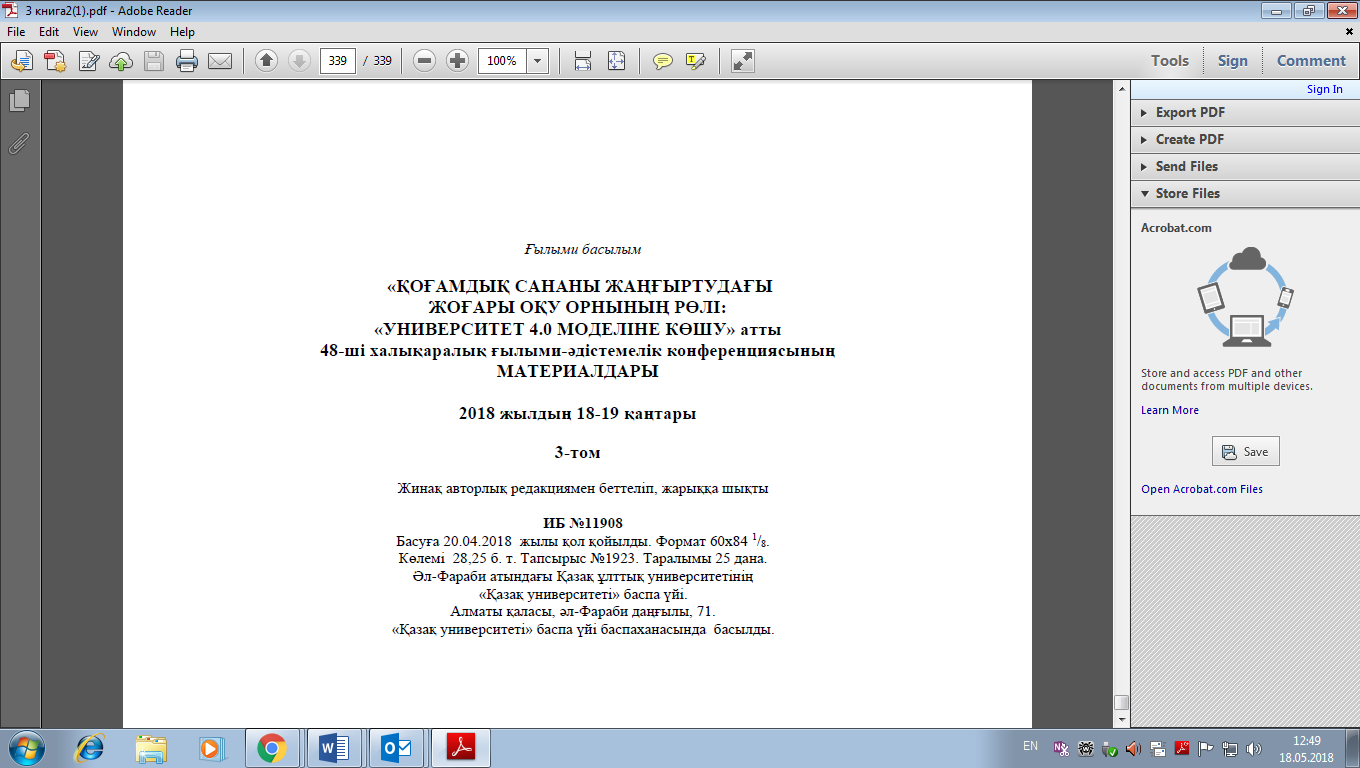 3 книга2(1).pdf - Adobe Reader
File Edit View Window Help
339 / 339 100% Tools Sign Comment
Sign In
Export PDF
Create PDF
Send Files
Store Files
Acrobat.com
Store and access PDF and other
documents from multiple devices.
Learn More
Save
Open Acrobat.com Files
Ғылыми басылым
«ҚОҒАМДЫҚ САНАНЫ ЖАҢҒЫРТУДАҒЫ
ЖОҒАРЫ ОҚУ ОРНЫНЫҢ РӨЛІ:
«УНИВЕРСИТЕТ 4.0 МОДЕЛІНЕ КӨШУ» атты
48-ші халықаралық ғылыми-әдістемелік конференциясының
МАТЕРИАЛДАРЫ
2018 жылдың 18-19 қаңтары
3-том
Жинақ авторлық редакциямен беттеліп, жарыққа шықты
ИБ №11908
Басуға 20.04.2018 жылы қол қойылды. Формат 60x84 1/8.
Көлемі 28,25 б. т. Тапсырыс №1923. Таралымы 25 дана.
Әл-Фараби атындағы Қазақ ұлттық университетінің
«Қазақ университеті» баспа үйі.
Алматы қаласы, әл-Фараби даңғылы, 71.
«Қазақ университеті» баспа үйі баспаханасында басылды.
EN
12:49
18.05.2018